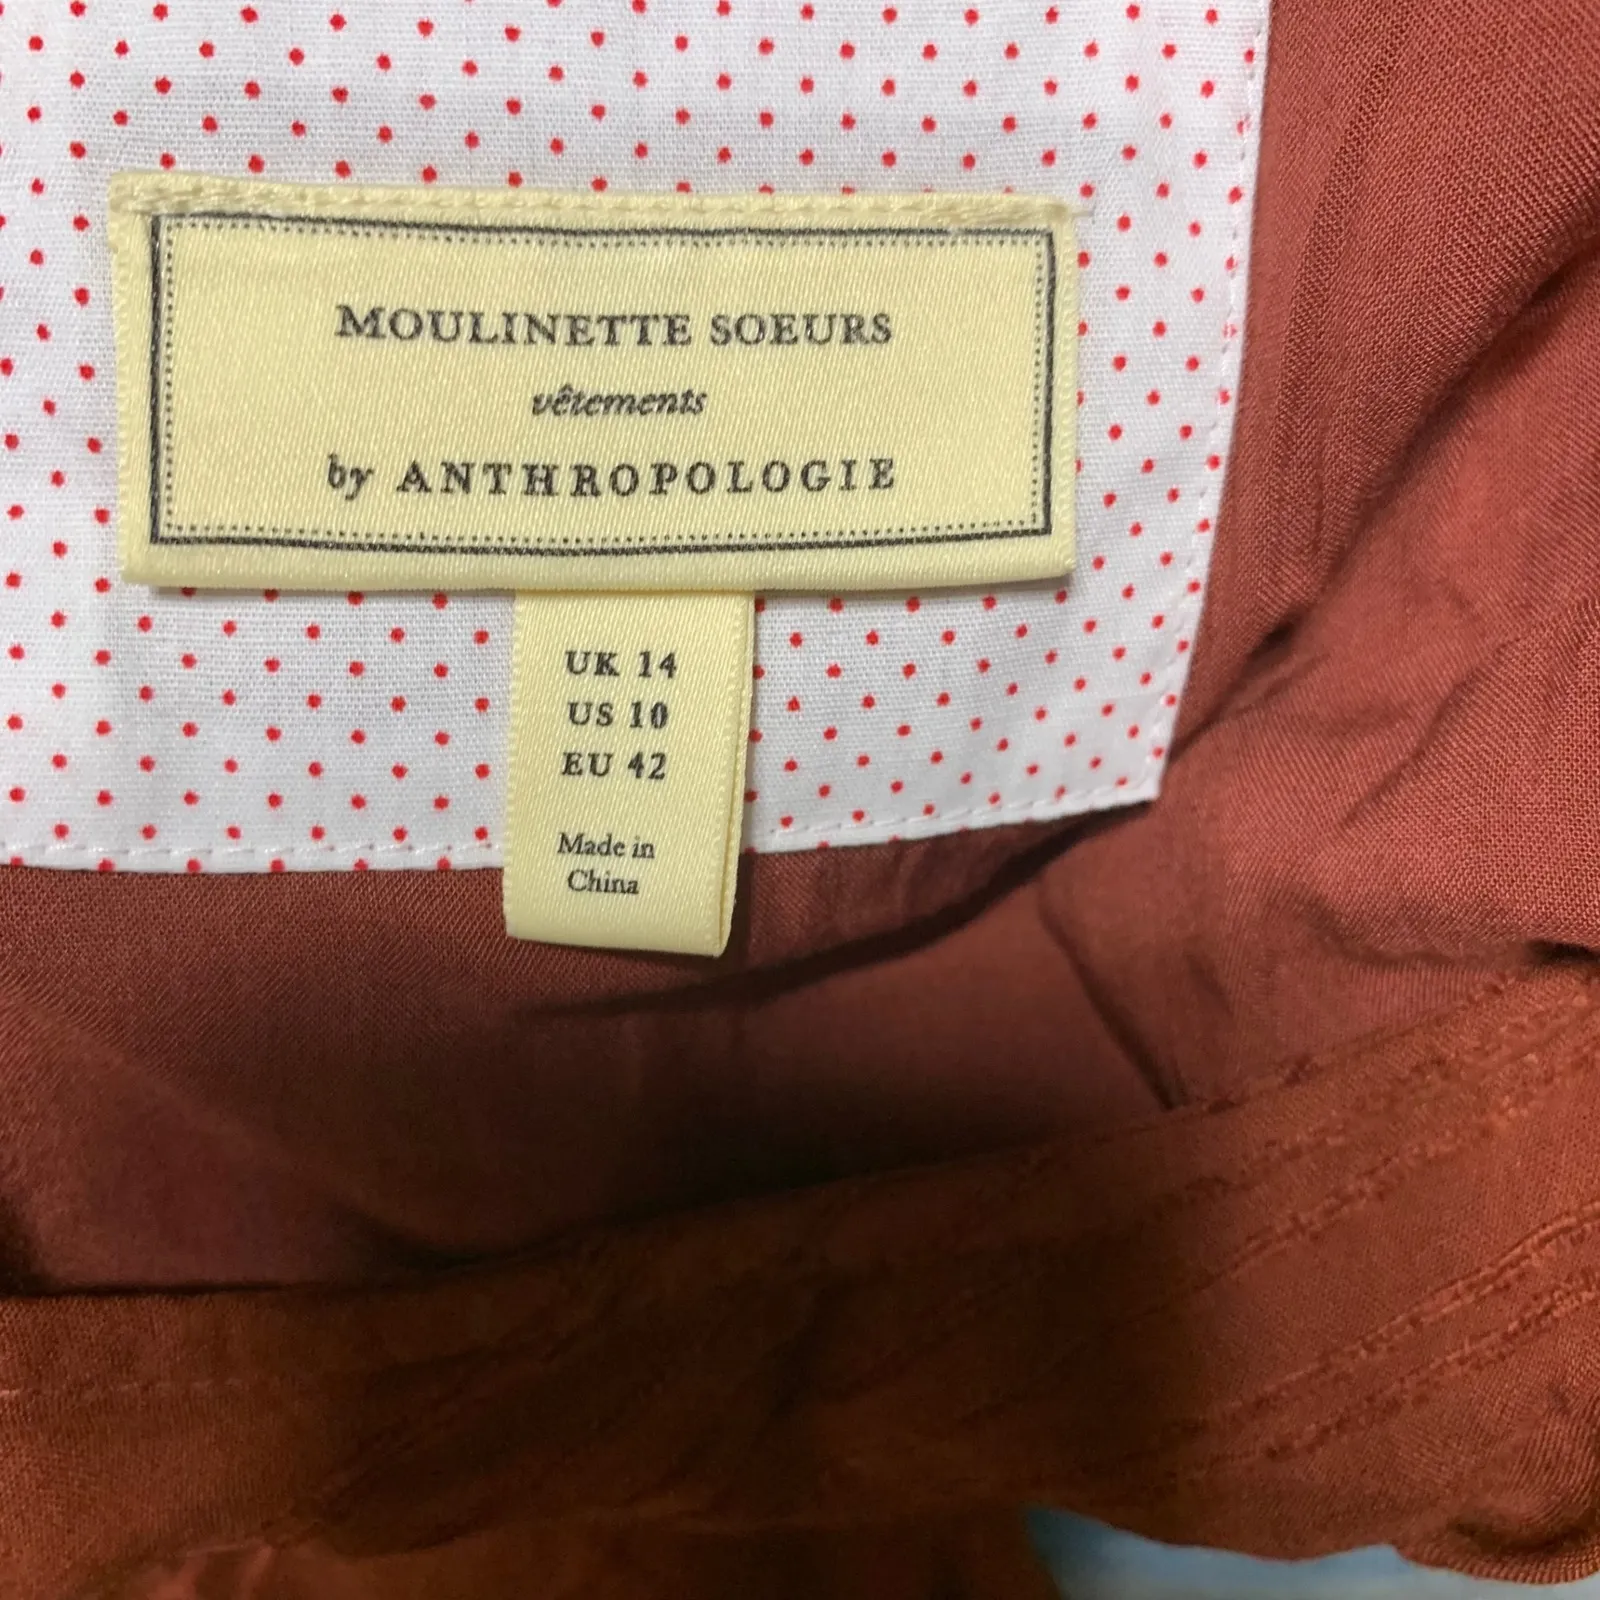 MOULINETTE SOEURS
vêtements
by ANTHROPOLOGIE
UK 14
US 10
EU 42
Made in
China